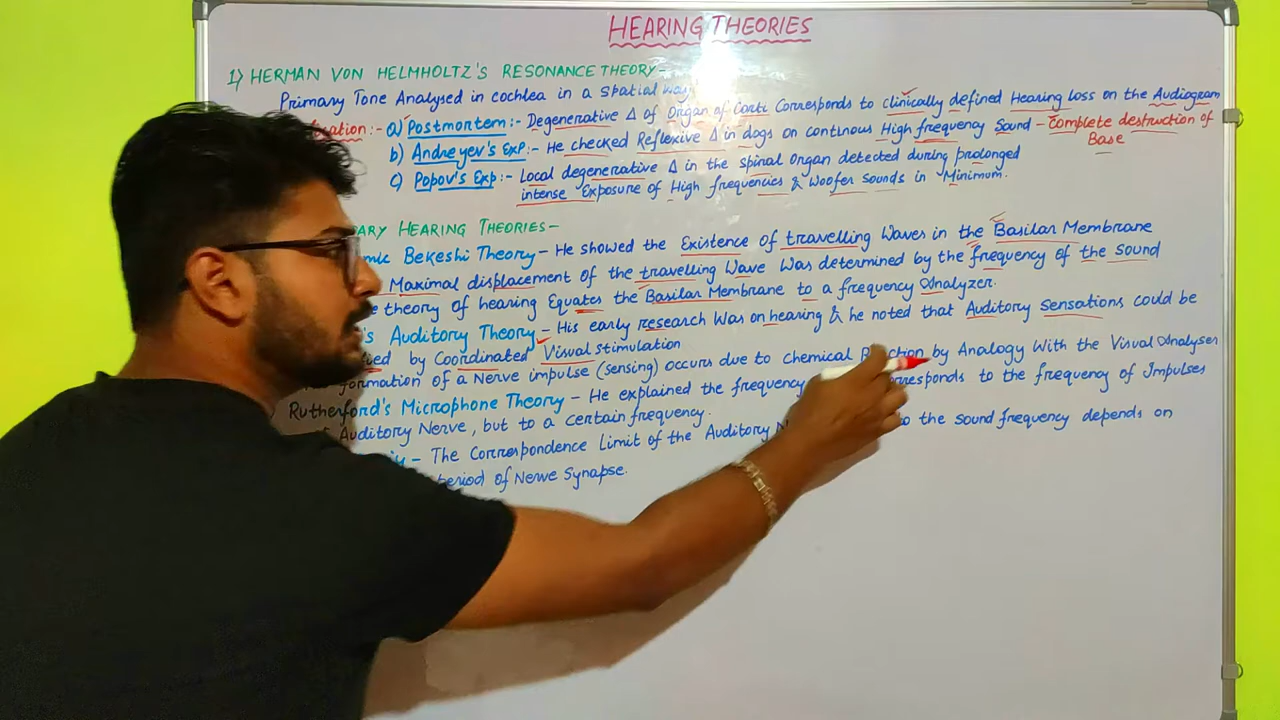 HEARING THEORIES
1) HERMAN VON HELMHOLTZ'S RESONANCE THEORY-
Primary Tone Analysed in cochlea in a spatial way
:- a) Postmortem :- Degenerative Δ of Organ of Corti Corresponds to clinically defined Hearing loss on the Audiogram
b) Andreyev's Exp :- He checked Reflexive Δ in dogs on continous High frequency Sound - Complete destruction of Base
c) Popov's Exp :- Local degenerative Δ in the spinal Organ detected during prolonged
intense Exposure of High frequencies & Woofer sounds in Minimum.
HEARING THEORIES-
Bekeshi Theory - He showed the Existence of travelling Waves in the Basilar Membrane
Maximal displacement of the travelling Wave Was determined by the frequency of the sound
theory of hearing Equates the Basilar Membrane to a frequency Analyzer.
Auditory Theory - His early research Was on hearing & he noted that Auditory Sensations could be
by Coordinated Visual stimulation
formation of a Nerve impulse (sensing) occurs due to chemical by Analogy With the Visual Analyser
Rutherford's Microphone Theory - He explained the frequency corresponds to the frequency of Impulses
Auditory Nerve, but to a certain frequency.
- The Correspondence Limit of the Auditory to the sound frequency depends on
period of Nerve Synapse.